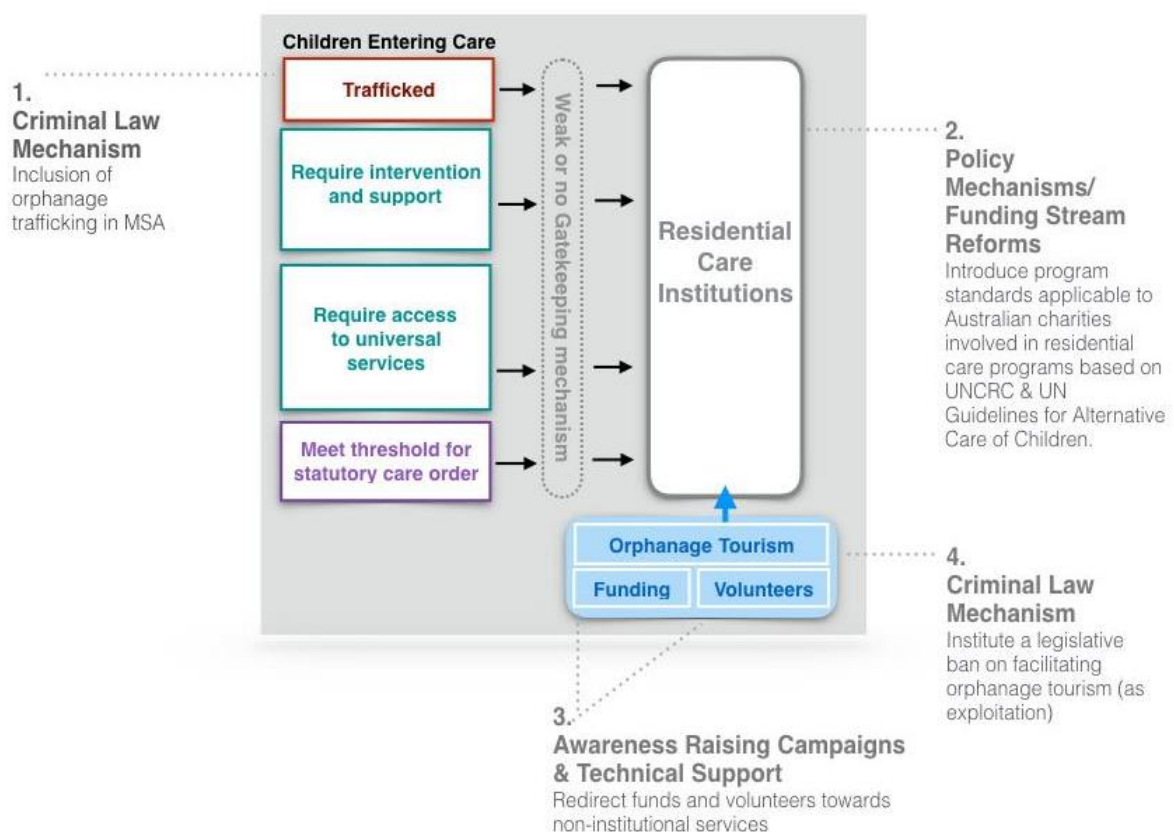 Children Entering Care
1.
Criminal Law
Mechanism
Inclusion of
orphanage
trafficking in MSA
Trafficked
Require intervention
and support
Require access
to universal
services
Meet threshold for
statutory care order
Weak or no Gatekeeping mechanism
Residential
Care
Institutions
2.
Policy
Mechanisms/
Funding Stream
Reforms
Introduce program
standards applicable to
Australian charities
involved in residential
care programs based on
UNCRC & UN
Guidelines for Alternative
Care of Children.
Orphanage Tourism
Funding
Volunteers
4.
Criminal Law
Mechanism
Institute a legislative
ban on facilitating
orphanage tourism (as
exploitation)
3.
Awareness Raising Campaigns
& Technical Support
Redirect funds and volunteers towards
non-institutional services